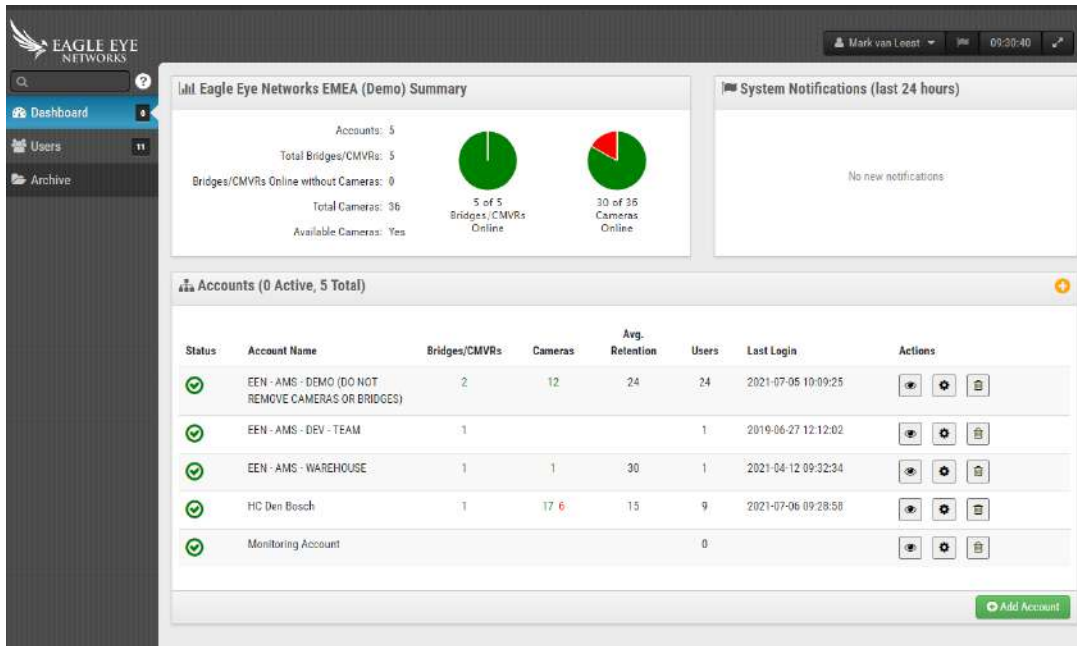 EAGLE EYE
NETWORKS
Mark van Leest
09:30:40
Dashboard
Users 11
Archive
Eagle Eye Networks EMEA (Demo) Summary
Accounts: 5
Total Bridges/CMVRs: 5
Bridges/CMVRs Online without Cameras: 0
Total Cameras: 36
Available Cameras: Yes
5 of 5
Bridges/CMVRs
Online
30 of 36
Cameras
Online
System Notifications (last 24 hours)
No new notifications
Accounts (0 Active, 5 Total)
Status Account Name Bridges/CMVRs Cameras Avg. Retention Users Last Login Actions
EEN - AMS - DEMO (DO NOT 2 12 24 24 2021-07-05 10:09:25
REMOVE CAMERAS OR BRIDGES)
EEN - AMS - DEV - TEAM 1 1 2019-06-27 12:12:02
EEN - AMS - WAREHOUSE 1 1 30 1 2021-04-12 09:32:34
HC Den Bosch 1 17 6 15 9 2021-07-06 09:28:58
Monitoring Account 0
Add Account